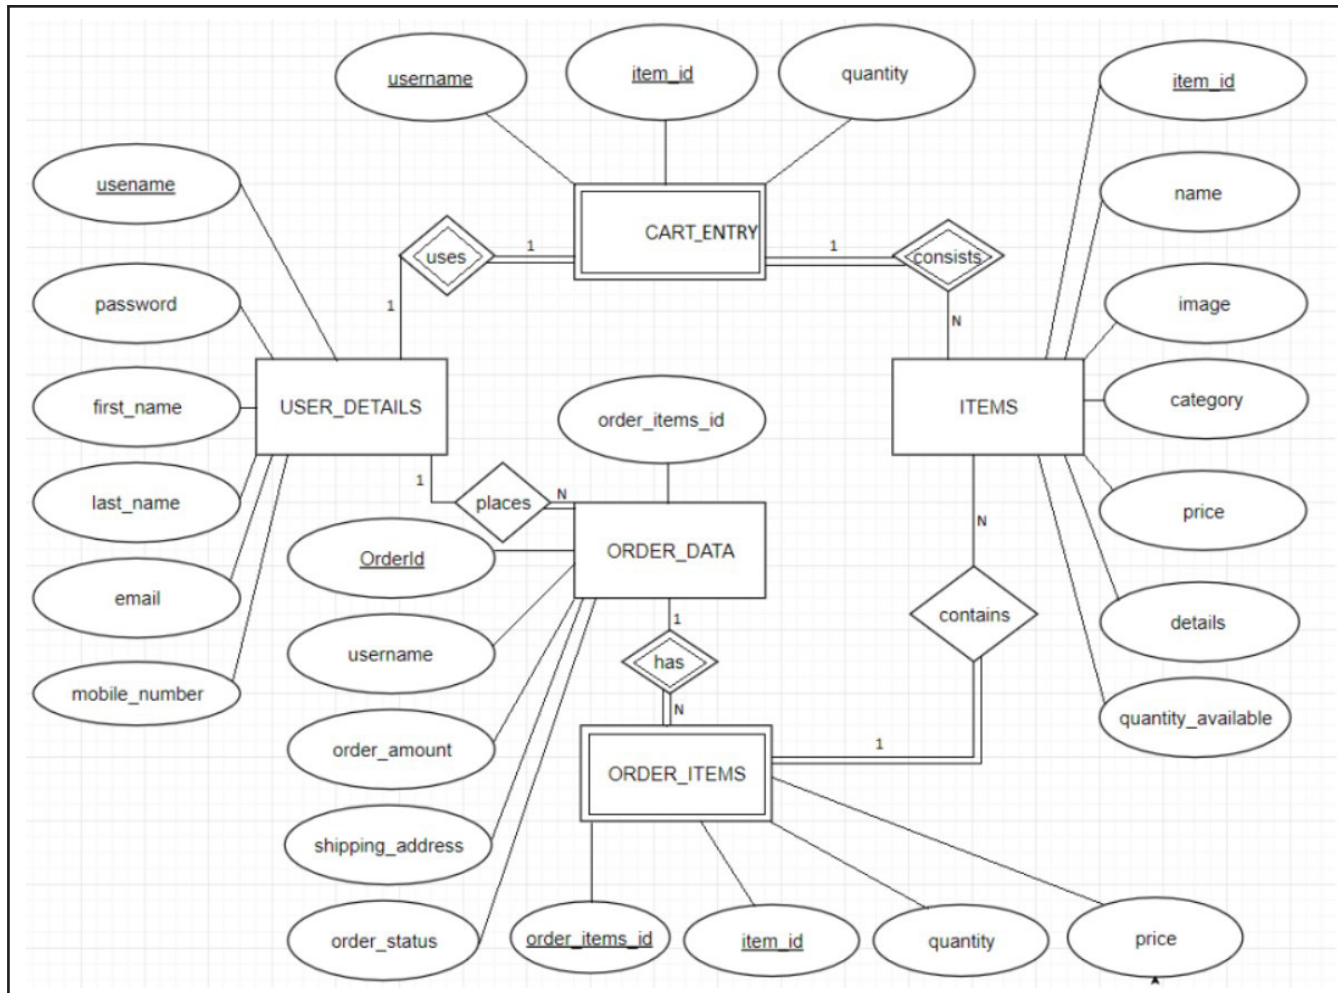 username
item_id
quantity
item_id
usename
name
CART_ENTRY
uses
1
1
consists
password
image
1
N
first_name
USER_DETAILS
order_items_id
ITEMS
category
last_name
1
places
N
price
N
OrderId
ORDER_DATA
email
contains
details
username
1
has
mobile_number
N
quantity_available
order_amount
1
ORDER_ITEMS
shipping_address
order_status
order_items_id
item_id
quantity
price